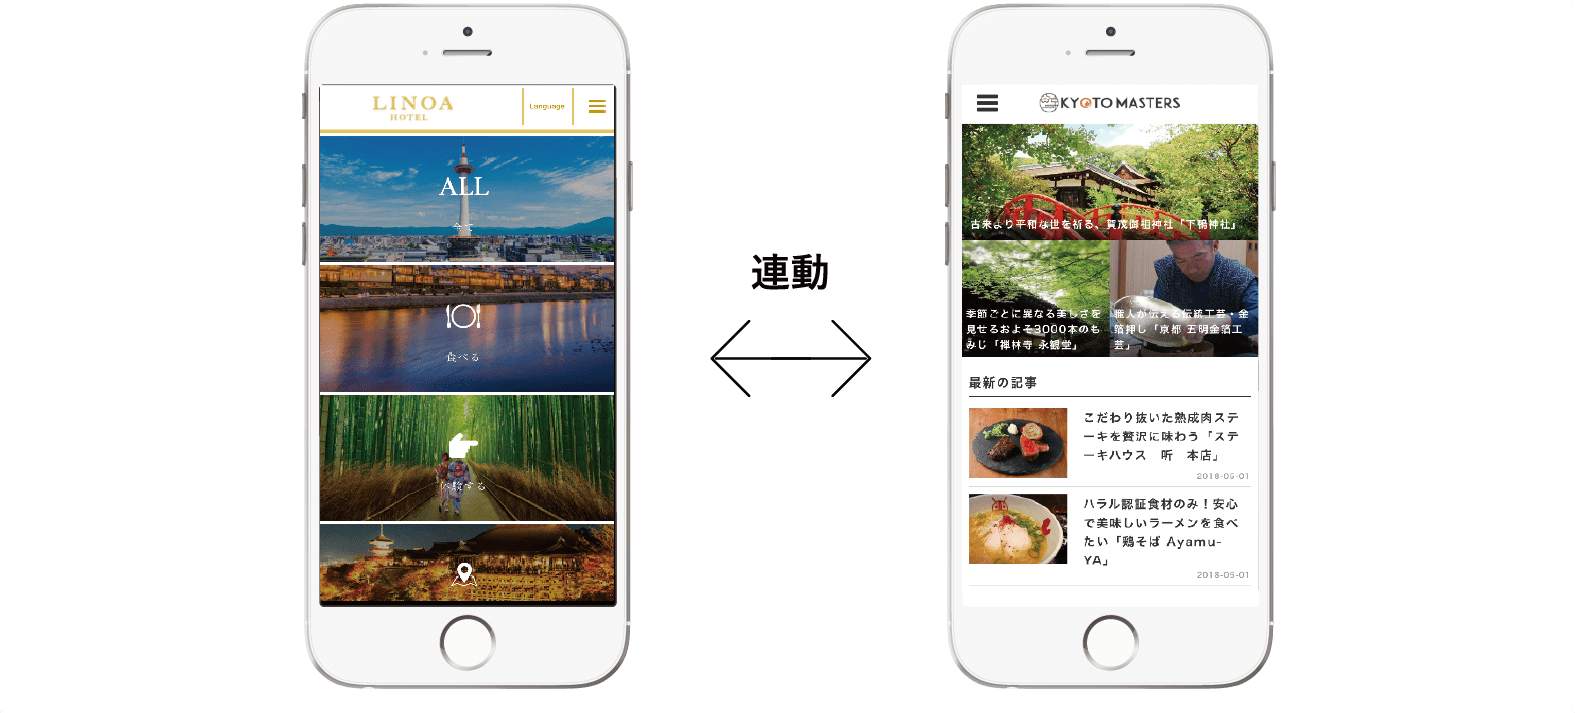 LINOA
HOTEL
Language
ALL
全て
食べる
体験する
連動
KYOTO MASTERS
古来より平和な世を祈る、賀茂御祖神社「下鴨神社」
季節ごとに異なる美しさを
見せるおよそ3000本のも
みじ「禅林寺 永観堂」
職人が伝える伝統工芸・金
箔押し「京都 五明金箔工
芸」
最新の記事
こだわり抜いた熟成肉ステ
ーキを贅沢に味わう「ステ
ーキハウス 听 本店」
2018-05-01
ハラル認証食材のみ！安心
で美味しいラーメンを食べ
たい「鶏そば Ayamu-
YA」
2018-05-01